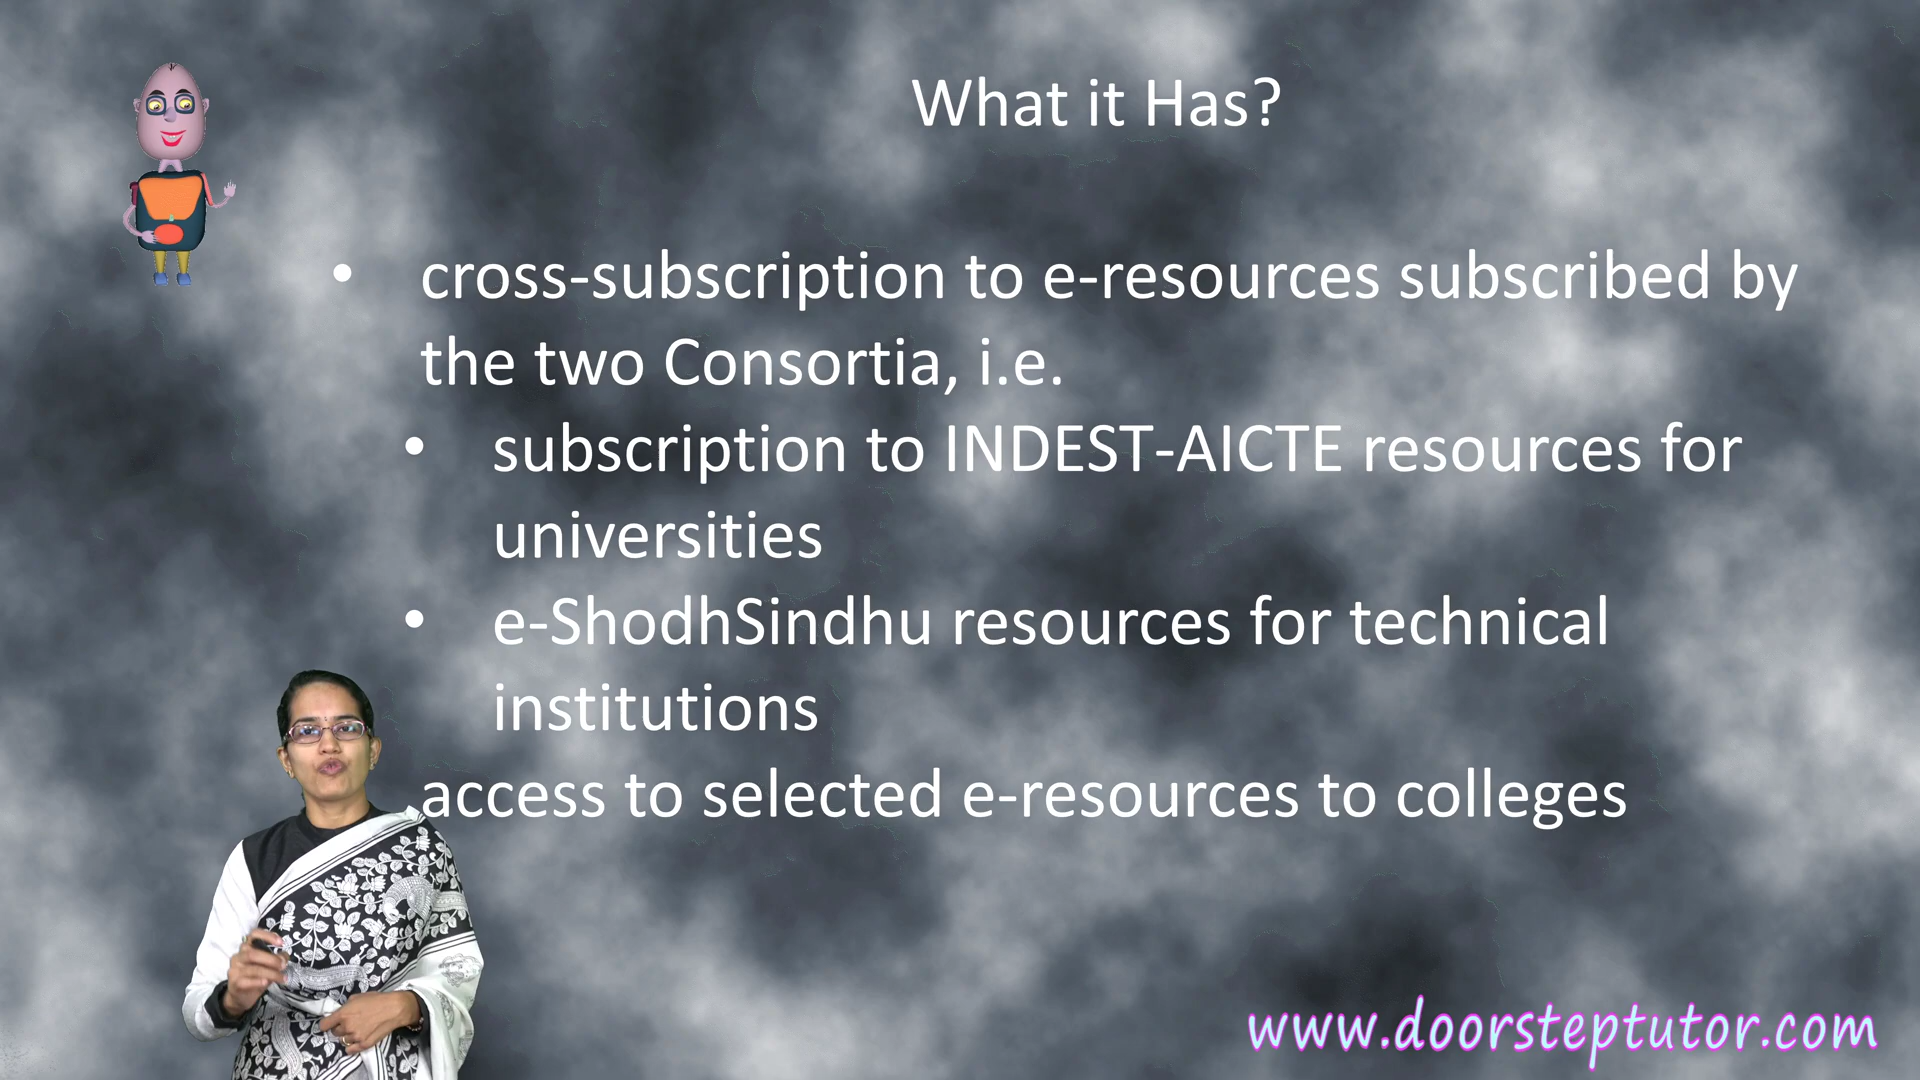 What it Has?
• cross-subscription to e-resources subscribed by
the two Consortia, i.e.
• subscription to INDEST-AICTE resources for
universities
• e-ShodhSindhu resources for technical
institutions
access to selected e-resources to colleges
www.doorsteptutor.com